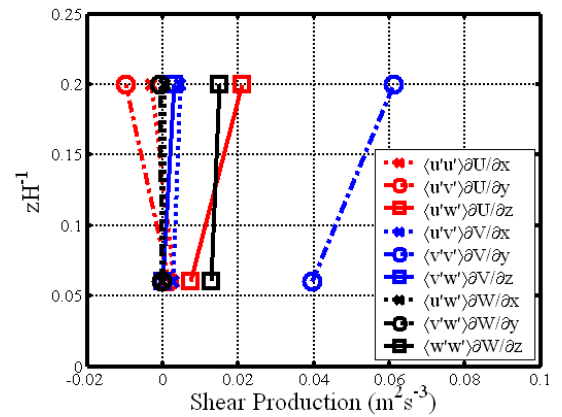 0.25
0.2
0.15
0.1
0.05
0
zH⁻¹
-0.02 0 0.02 0.04 0.06 0.08 0.1
Shear Production (m²s⁻³)
⟨u'u'⟩∂U/∂x
⟨u'v'⟩∂U/∂y
⟨u'w'⟩∂U/∂z
⟨u'v'⟩∂V/∂x
⟨v'v'⟩∂V/∂y
⟨v'w'⟩∂V/∂z
⟨u'w'⟩∂W/∂x
⟨v'w'⟩∂W/∂y
⟨w'w'⟩∂W/∂z